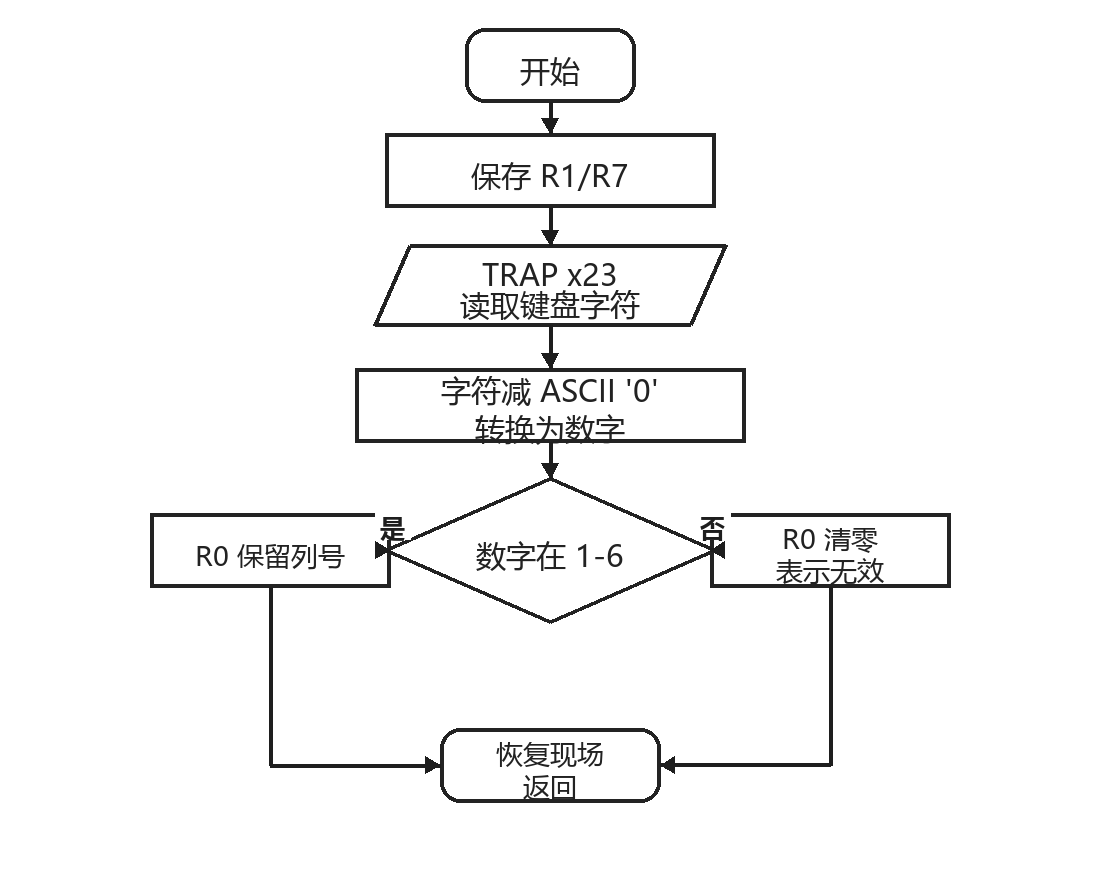 开始
保存 R1/R7
TRAP x23
读取键盘字符
字符减 ASCII '0'
转换为数字
是
否
R0 保留列号
数字在 1-6
R0 清零
表示无效
恢复现场
返回